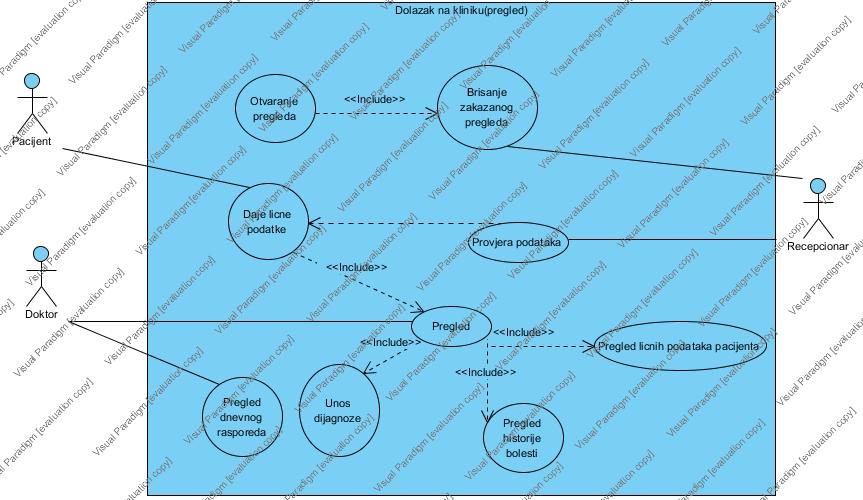 Dolazak na kliniku(pregled)
Otvaranje
pregleda
<<Include>>
Brisanje
zakazanog
pregleda
Pacijent
Daje licne
podatke
Provjera podataka
Recepcionar
<<Include>>
Doktor
Pregled
<<Include>>
<<Include>>
Pregled licnih podataka pacijenta
<<Include>>
Pregled
dnevnog
rasporeda
Unos
dijagnoze
Pregled
historije
bolesti
Visual Paradigm [evaluation copy]